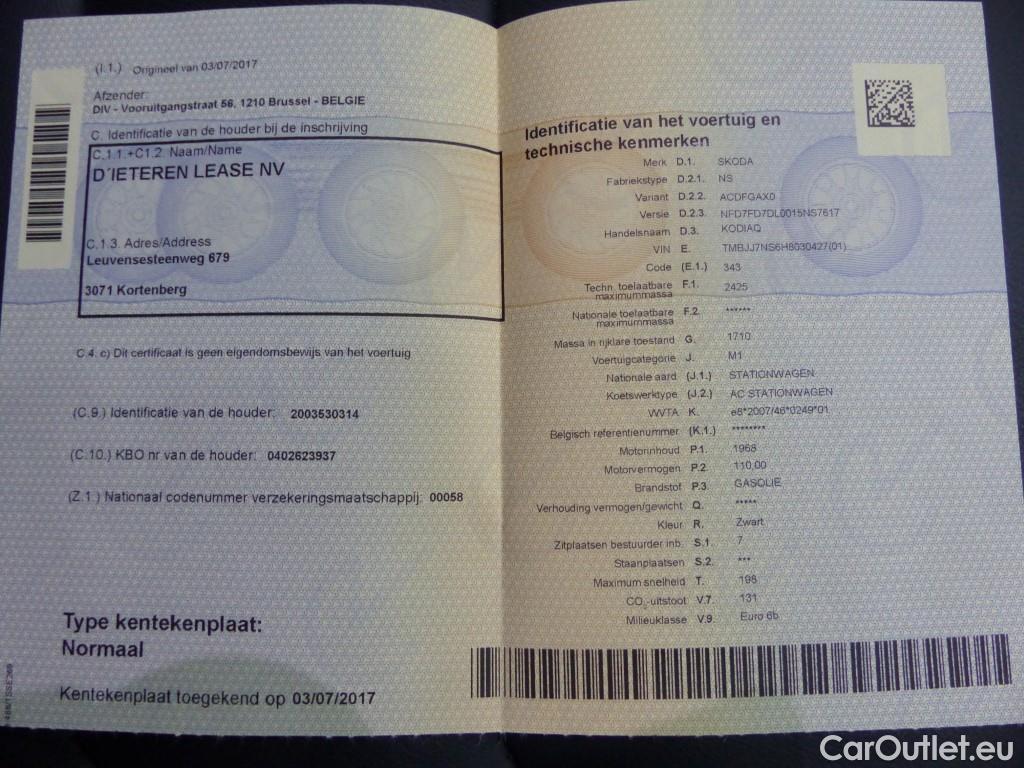 (I.1.) Origineel van 03/07/2017
Afzender:
DIV - Vooruitgangstraat 56, 1210 Brussel - BELGIE
C. Identificatie van de houder bij de inschrijving
C.1.1.+C1.2. Naam/Name
D'IETEREN LEASE NV
C.1.3. Adres/Address
Leuvensesteenweg 679
3071 Kortenberg
C.4. c) Dit certificaat is geen eigendomsbewijs van het voertuig
(C.9.) Identificatie van de houder: 2003530314
(C.10.) KBO nr van de houder: 0402623937
(Z.1.) Nationaal codenummer verzekeringsmaatschappij: 00058
Type kentekenplaat:
Normaal
Kentekenplaat toegekend op 03/07/2017
Identificatie van het voertuig en
technische kenmerken
Merk D.1. SKODA
Fabriekstype D.2.1. NS
Variant D.2.2. ACDFGAX0
Versie D.2.3. NFD7FD7DL0015NS7617
Handelsnaam D.3. KODIAQ
VIN E. TMBJJ7NS6H8030427(01)
Code (E.1.) 343
Techn. toelaatbare F.1. 2425
maximummassa
Nationale toelaatbare F.2. ******
maximummassa
Massa in rijklare toestand G. 1710
Voertuigcategorie J. M1
Nationale aard (J.1.) STATIONWAGEN
Koetswerktype (J.2.) AC STATIONWAGEN
WVTA K. e8*2007/46*0249*01
Belgisch referentienummer (K.1.) ********
Motorinhoud P.1. 1968
Motorvermogen P.2. 110,00
Brandstof P.3. GASOLIE
Verhouding vermogen/gewicht Q. *****
Kleur R. Zwart
Zitplaatsen bestuurder inb. S.1. 7
Staanplaatsen S.2. ***
Maximum snelheid T. 198
CO₂-uitstoot V.7. 131
Milieuklasse V.9. Euro 6b
CarOutlet.eu